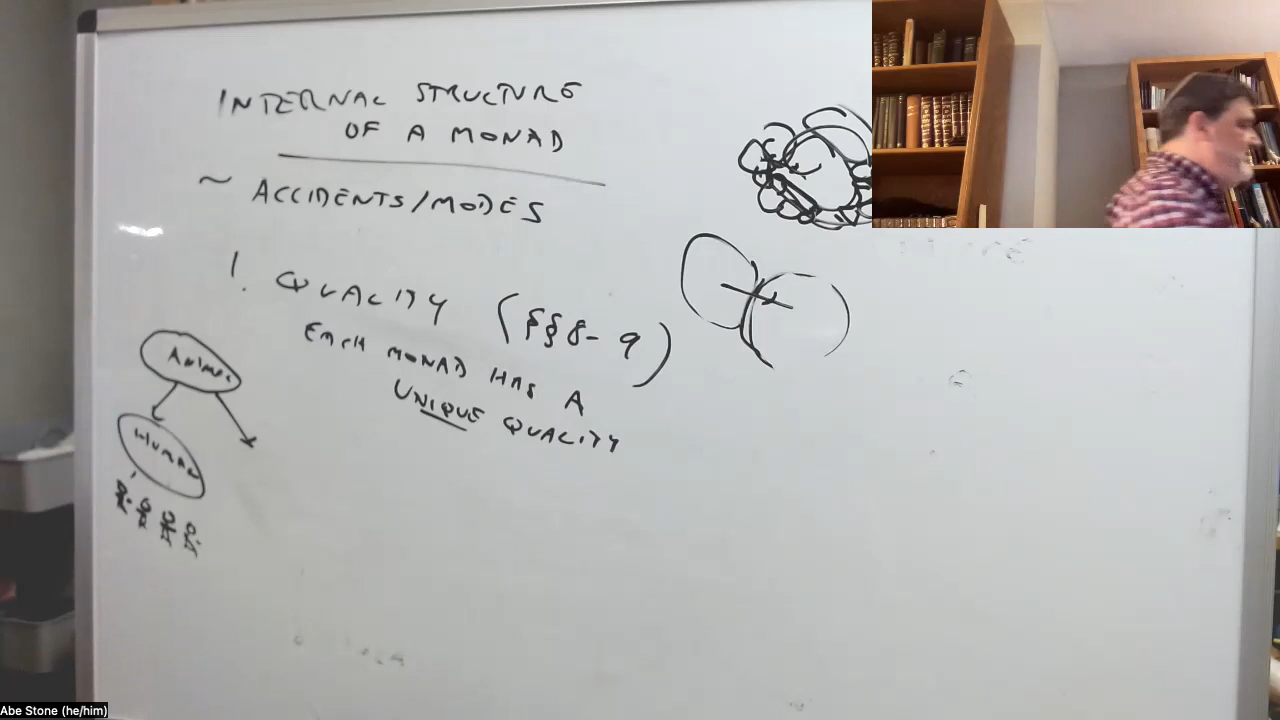 INTERNAL STRUCTURE
OF A MONAD
~ ACCIDENTS/MODES
1. QUALITY (§§8-9)
EACH MONAD HAS A
UNIQUE QUALITY
ANIMAL
HUMAN
Abe Stone (he/him)